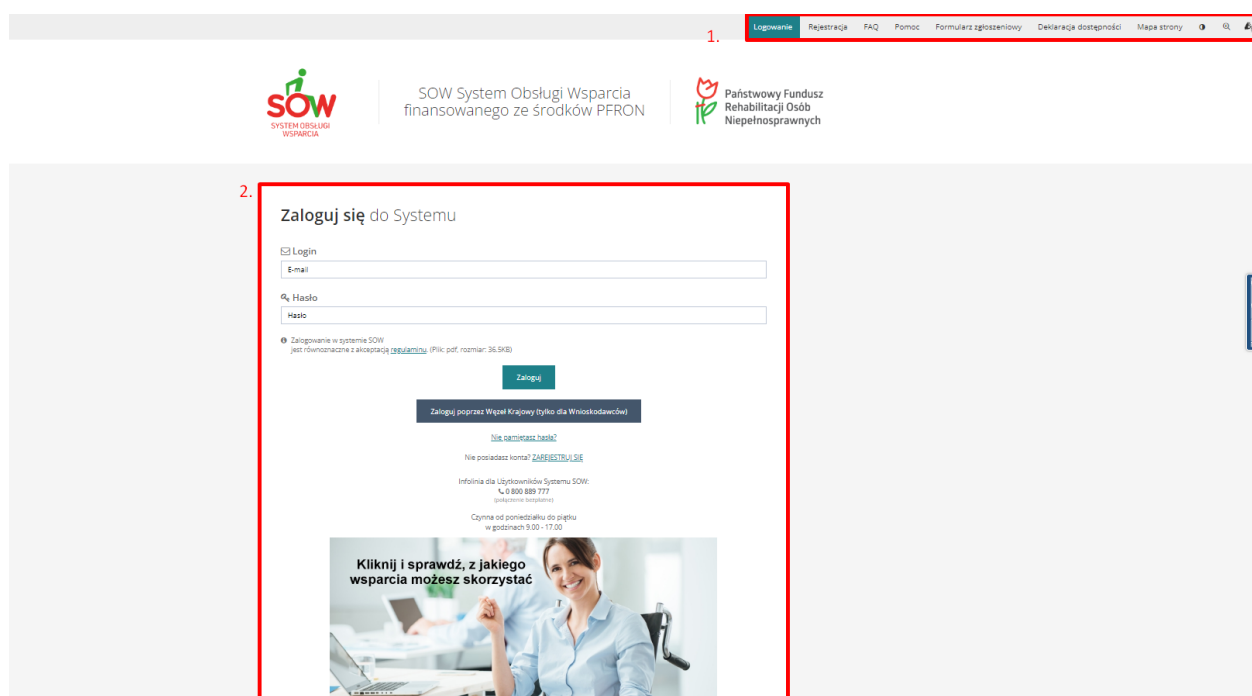 1.
Logowanie Rejestracja FAQ Pomoc Formularz zgłoszeniowy Deklaracja dostępności Mapa strony
SOW
SYSTEM OBSŁUGI
WSPARCIA
SOW System Obsługi Wsparcia
finansowanego ze środków PFRON
Państwowy Fundusz
Rehabilitacji Osób
Niepełnosprawnych
2.
Zaloguj się do Systemu
Login
E-mail
Hasło
Hasło
Zalogowanie w systemie SOW
jest równoznaczne z akceptacją regulaminu. (Plik: pdf, rozmiar: 36.5KB)
Zaloguj
Zaloguj poprzez Węzeł Krajowy (tylko dla Wnioskodawców)
Nie pamiętasz hasła?
Nie posiadasz konta? ZAREJESTRUJ SIĘ
Infolinia dla Użytkowników Systemu SOW:
0 800 889 777
(połączenie bezpłatne)
Czynna od poniedziałku do piątku
w godzinach 9.00 - 17.00
Kliknij i sprawdź, z jakiego
wsparcia możesz skorzystać